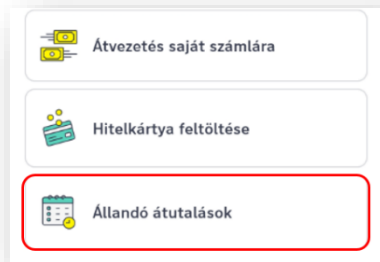 Átvezetés saját számlára
Hitelkártya feltöltése
Állandó átutalások